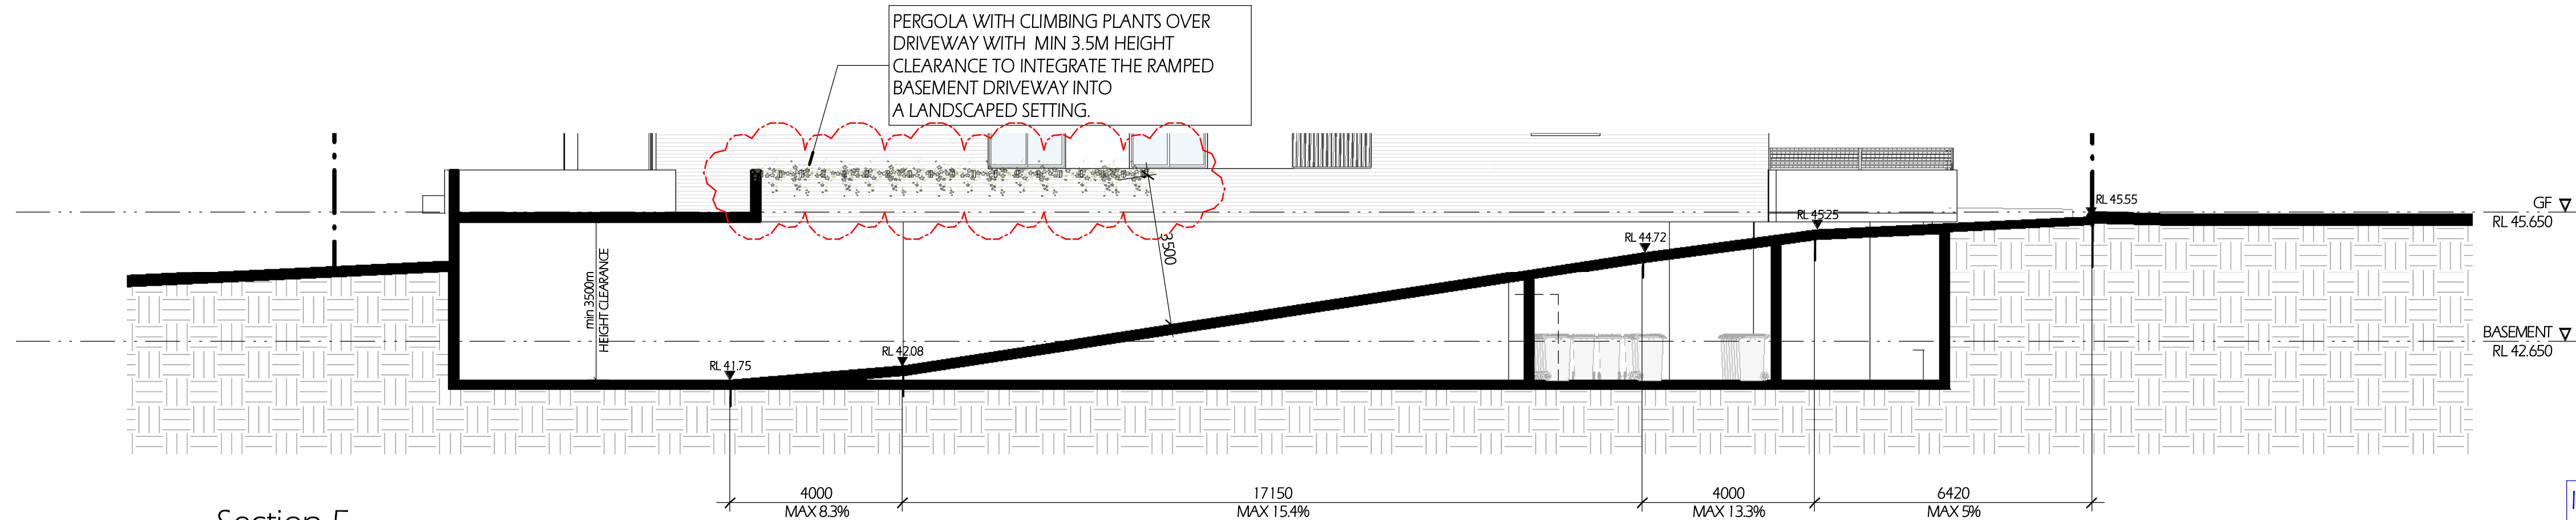 PERGOLA WITH CLIMBING PLANTS OVER
DRIVEWAY WITH MIN 3.5M HEIGHT
CLEARANCE TO INTEGRATE THE RAMPED
BASEMENT DRIVEWAY INTO
A LANDSCAPED SETTING.
RL 45.55
GF
RL 45.650
RL 45.25
RL 44.72
3500
min 3500m
HEIGHT CLEARANCE
BASEMENT
RL 42.650
RL 42.08
RL 41.75
4000
MAX 8.3%
17150
MAX 15.4%
4000
MAX 13.3%
6420
MAX 5%
Section